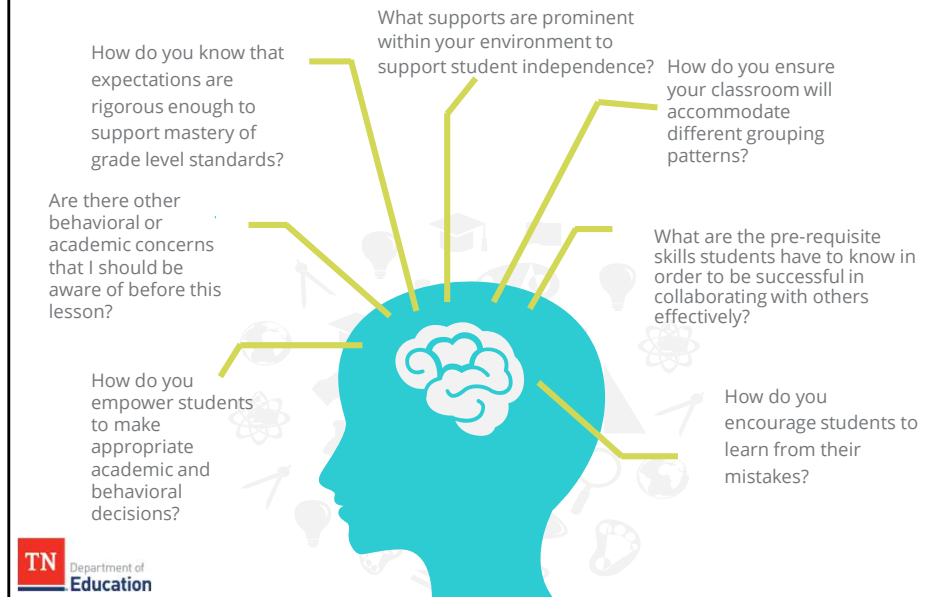 What supports are prominent
within your environment to
support student independence?
How do you know that
expectations are
rigorous enough to
support mastery of
grade level standards?
How do you ensure
your classroom will
accommodate
different grouping
patterns?
Are there other
behavioral or
academic concerns
that I should be
aware of before this
lesson?
What are the pre-requisite
skills students have to know in
order to be successful in
collaborating with others
effectively?
How do you
empower students
to make
appropriate
academic and
behavioral
decisions?
How do you
encourage students to
learn from their
mistakes?
TN
Department of
Education